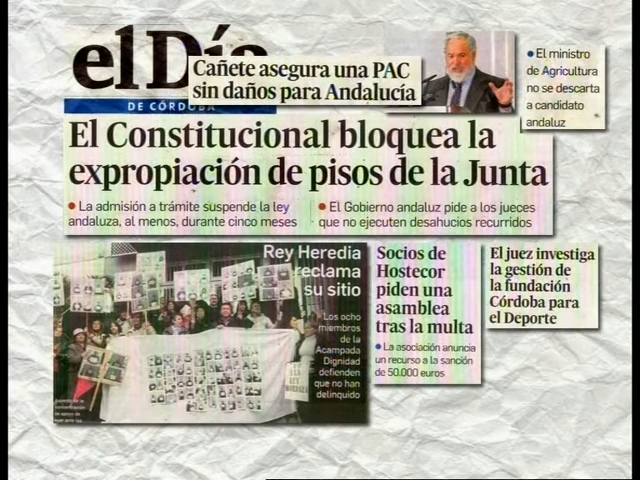 el Día
DE CÓRDOBA
Cañete asegura una PAC
sin daños para Andalucía
El ministro
de Agricultura
no se descarta
a candidato
andaluz
El Constitucional bloquea la
expropiación de pisos de la Junta
La admisión a trámite suspende la ley
andaluza, al menos, durante cinco meses
El Gobierno andaluz pide a los jueces
que no ejecuten desahucios recurridos
Rey Heredia
reclama
su sitio
Los ocho
miembros
de la
Acampada
Dignidad
defienden
que no han
delinquido
Socios de
Hostecor
piden una
asamblea
tras la multa
La asociación anuncia
un recurso a la sanción
de 50.000 euros
El juez investiga
la gestión de
la fundación
Córdoba para
el Deporte